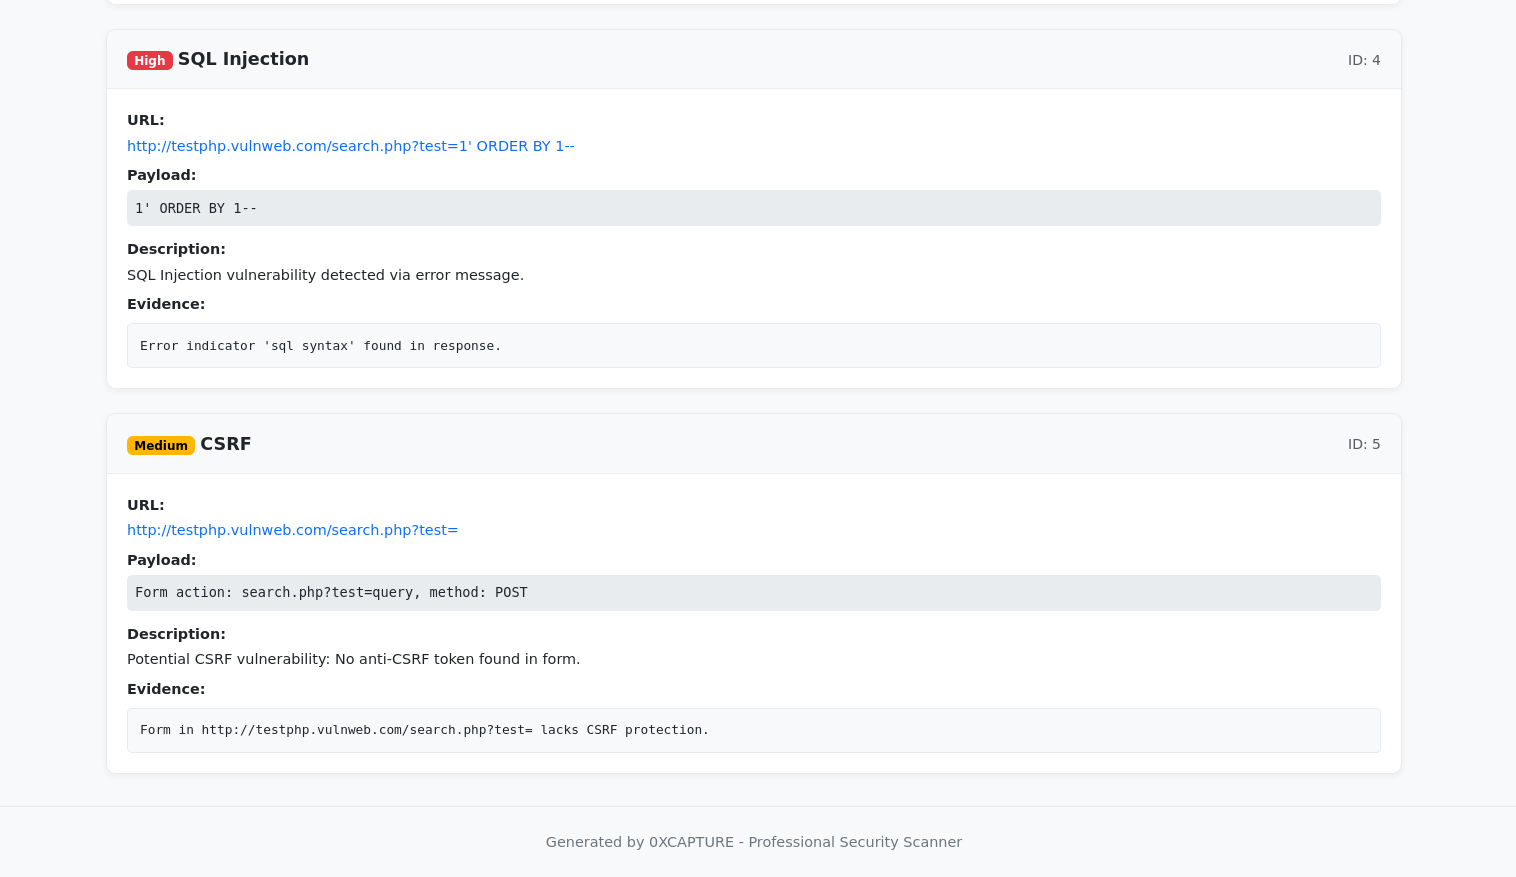 High SQL Injection ID: 4
URL:
http://testphp.vulnweb.com/search.php?test=1' ORDER BY 1--
Payload:
1' ORDER BY 1--
Description:
SQL Injection vulnerability detected via error message.
Evidence:
Error indicator 'sql syntax' found in response.
Medium CSRF ID: 5
URL:
http://testphp.vulnweb.com/search.php?test=
Payload:
Form action: search.php?test=query, method: POST
Description:
Potential CSRF vulnerability: No anti-CSRF token found in form.
Evidence:
Form in http://testphp.vulnweb.com/search.php?test= lacks CSRF protection.
Generated by 0XCAPTURE - Professional Security Scanner